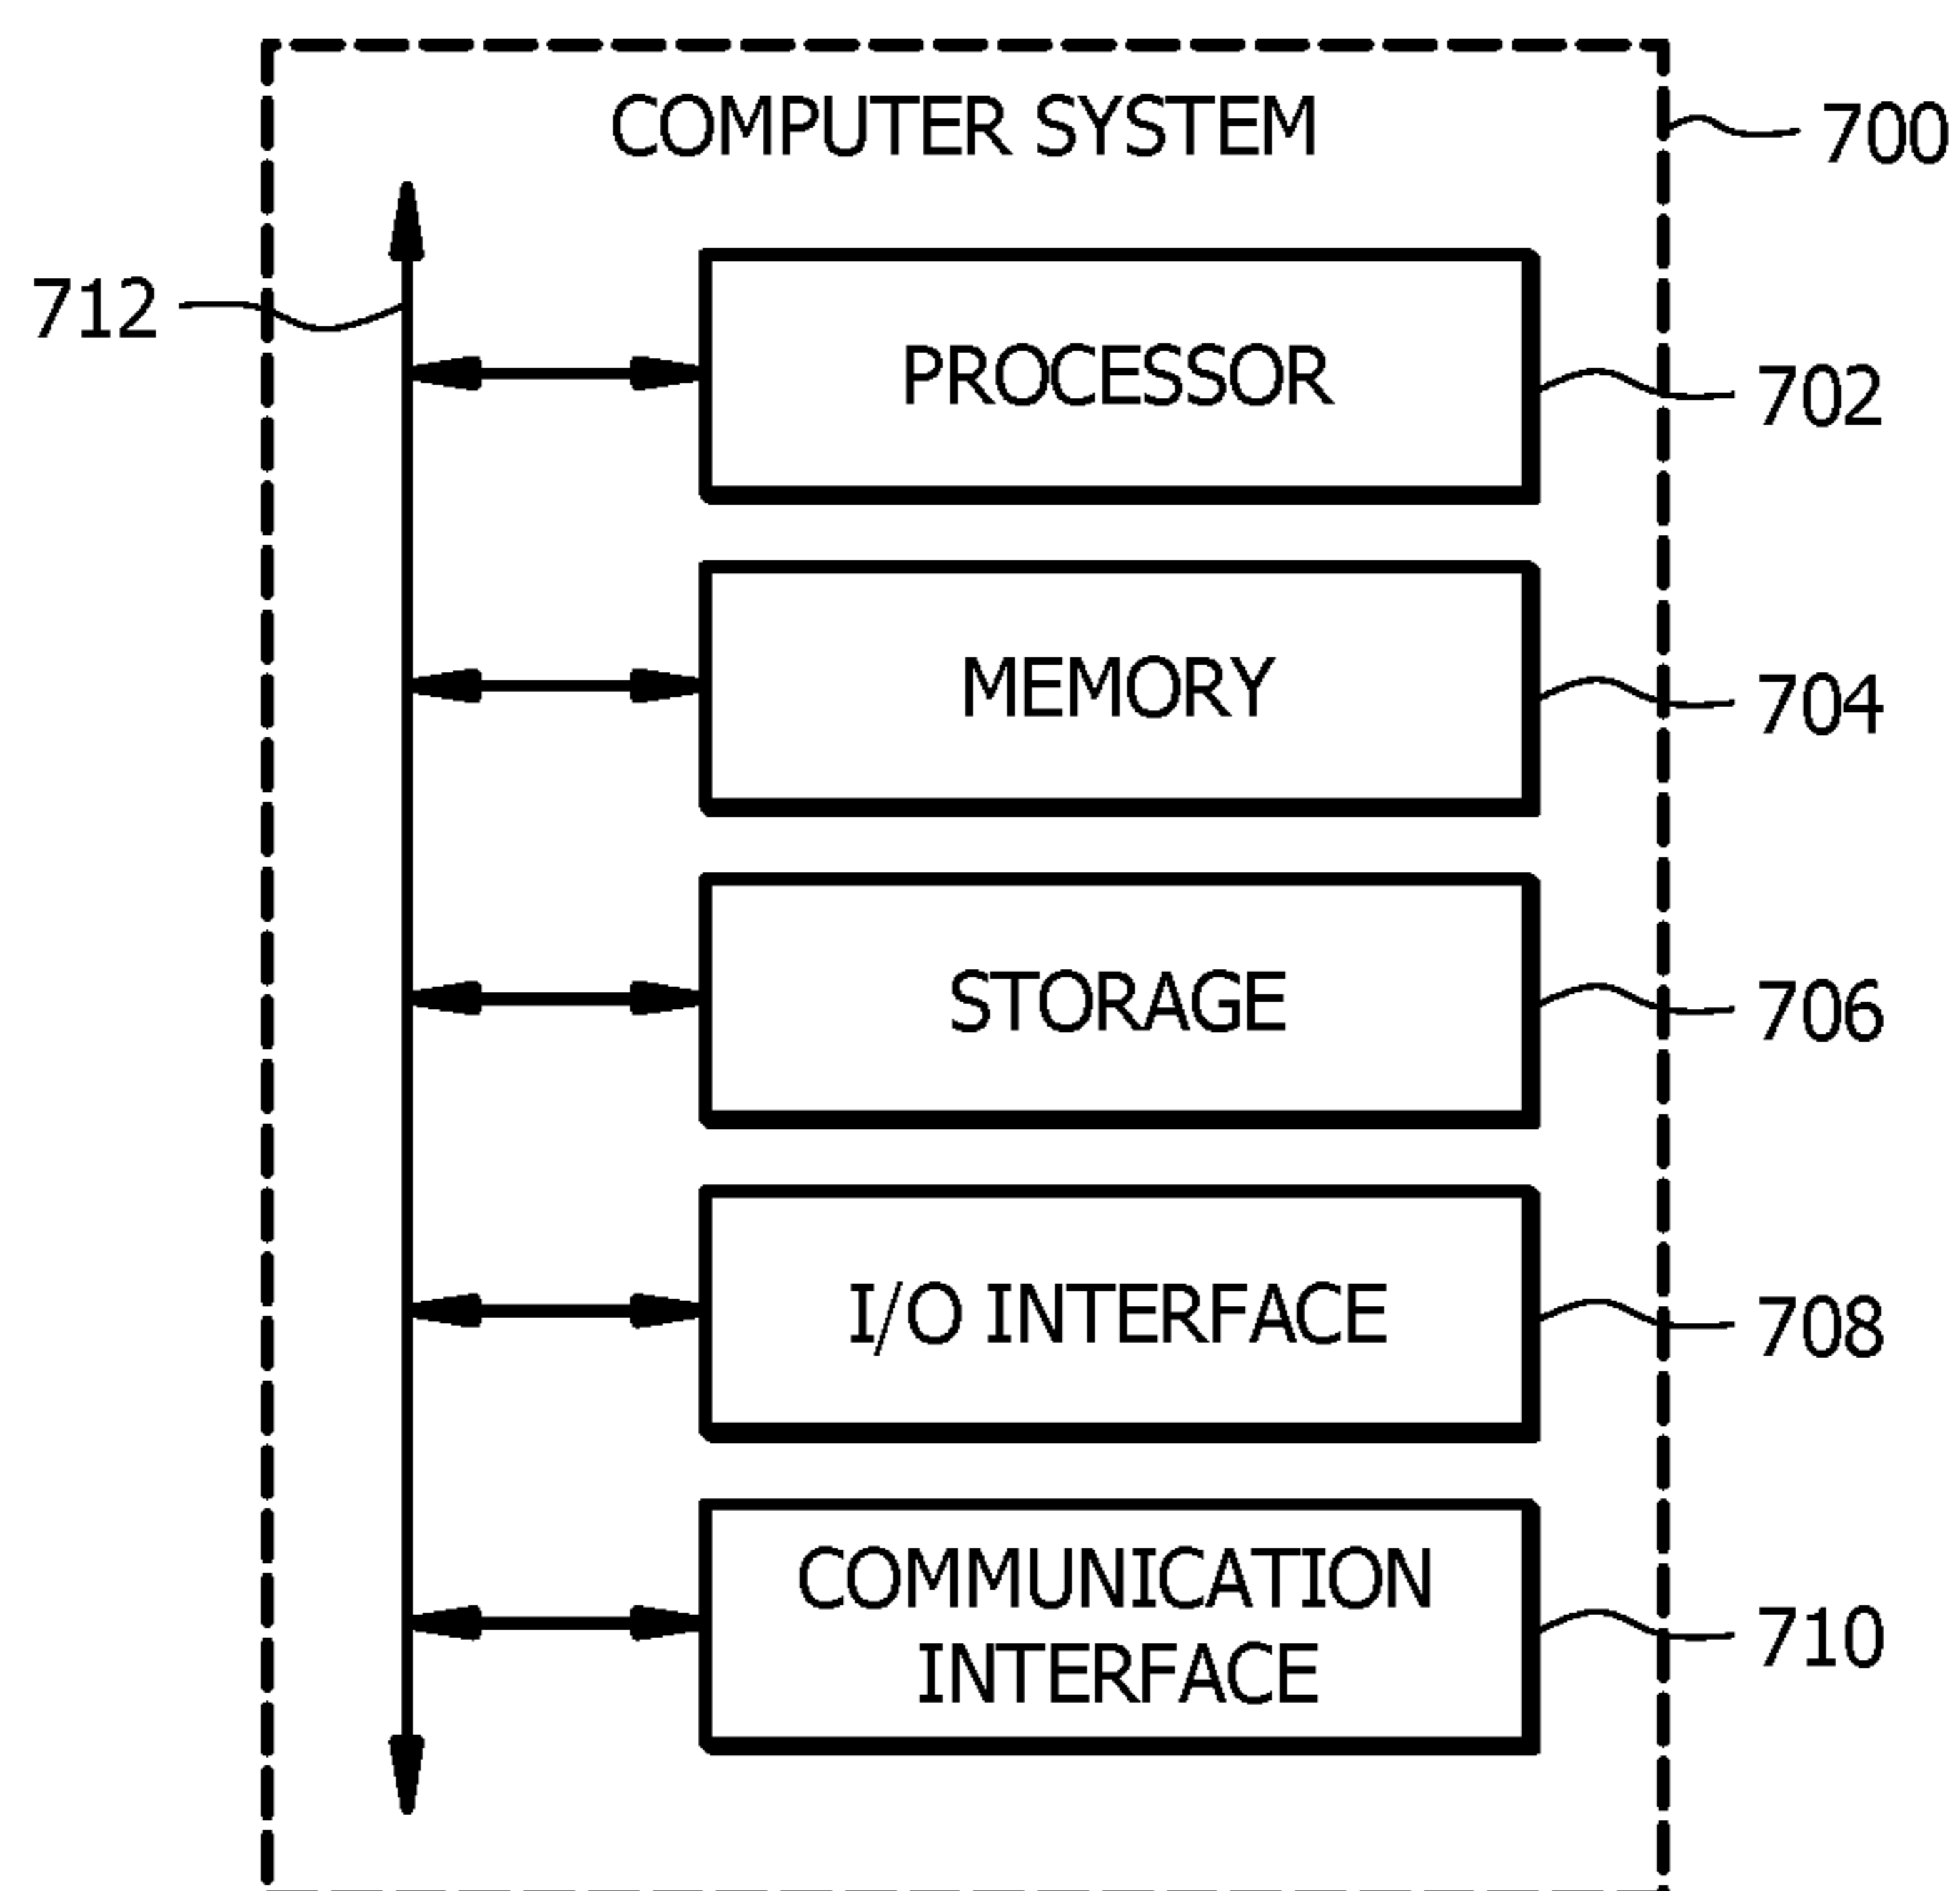 COMPUTER SYSTEM
700
712
PROCESSOR
702
MEMORY
704
STORAGE
706
I/O INTERFACE
708
COMMUNICATION
INTERFACE
710